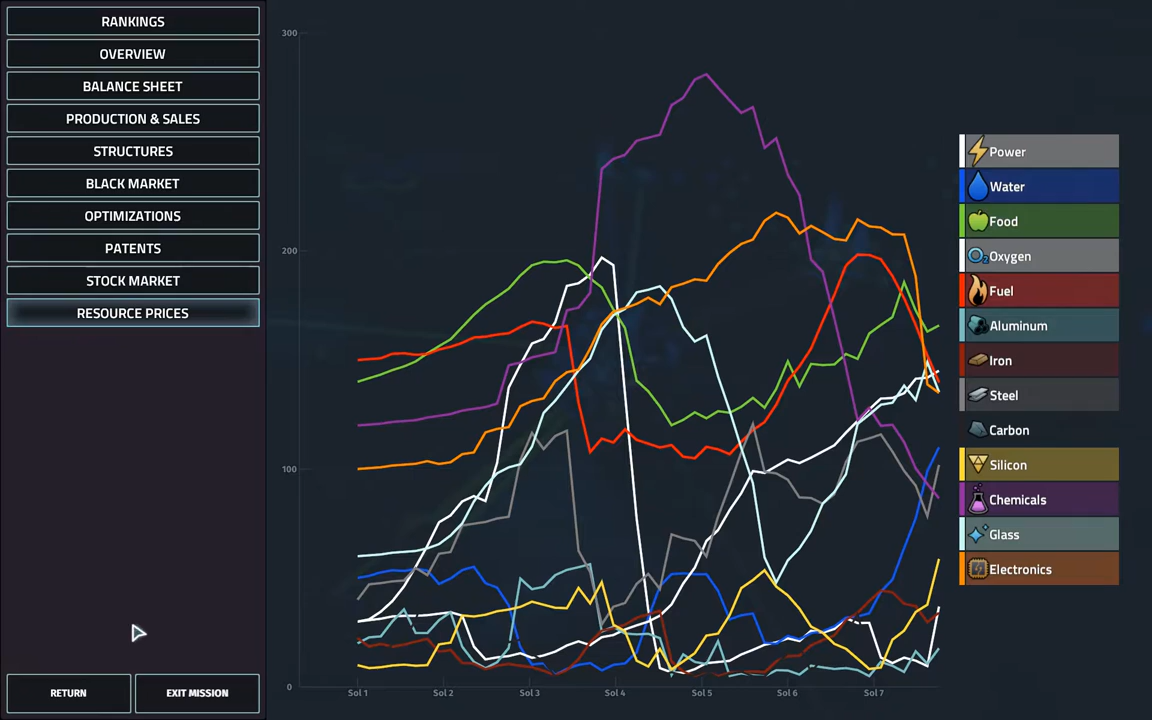 RANKINGS
OVERVIEW
BALANCE SHEET
PRODUCTION & SALES
STRUCTURES
BLACK MARKET
OPTIMIZATIONS
PATENTS
STOCK MARKET
RESOURCE PRICES
RETURN
EXIT MISSION
300
200
100
0
Sol 1
Sol 2
Sol 3
Sol 4
Sol 5
Sol 6
Sol 7
Power
Water
Food
O2 Oxygen
Fuel
Aluminum
Iron
Steel
Carbon
Silicon
Chemicals
Glass
Electronics